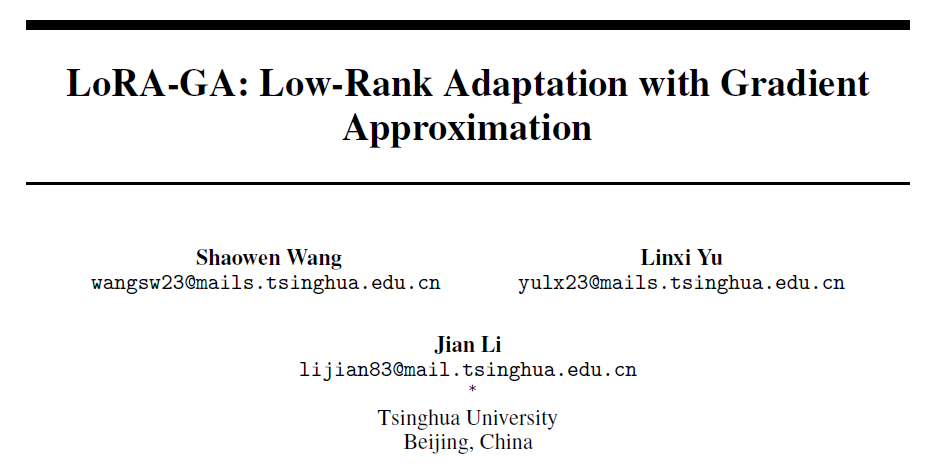 LoRA-GA: Low-Rank Adaptation with Gradient
Approximation
Shaowen Wang
wangsw23@mails.tsinghua.edu.cn
Linxi Yu
yulx23@mails.tsinghua.edu.cn
Jian Li
lijian83@mail.tsinghua.edu.cn
*
Tsinghua University
Beijing, China